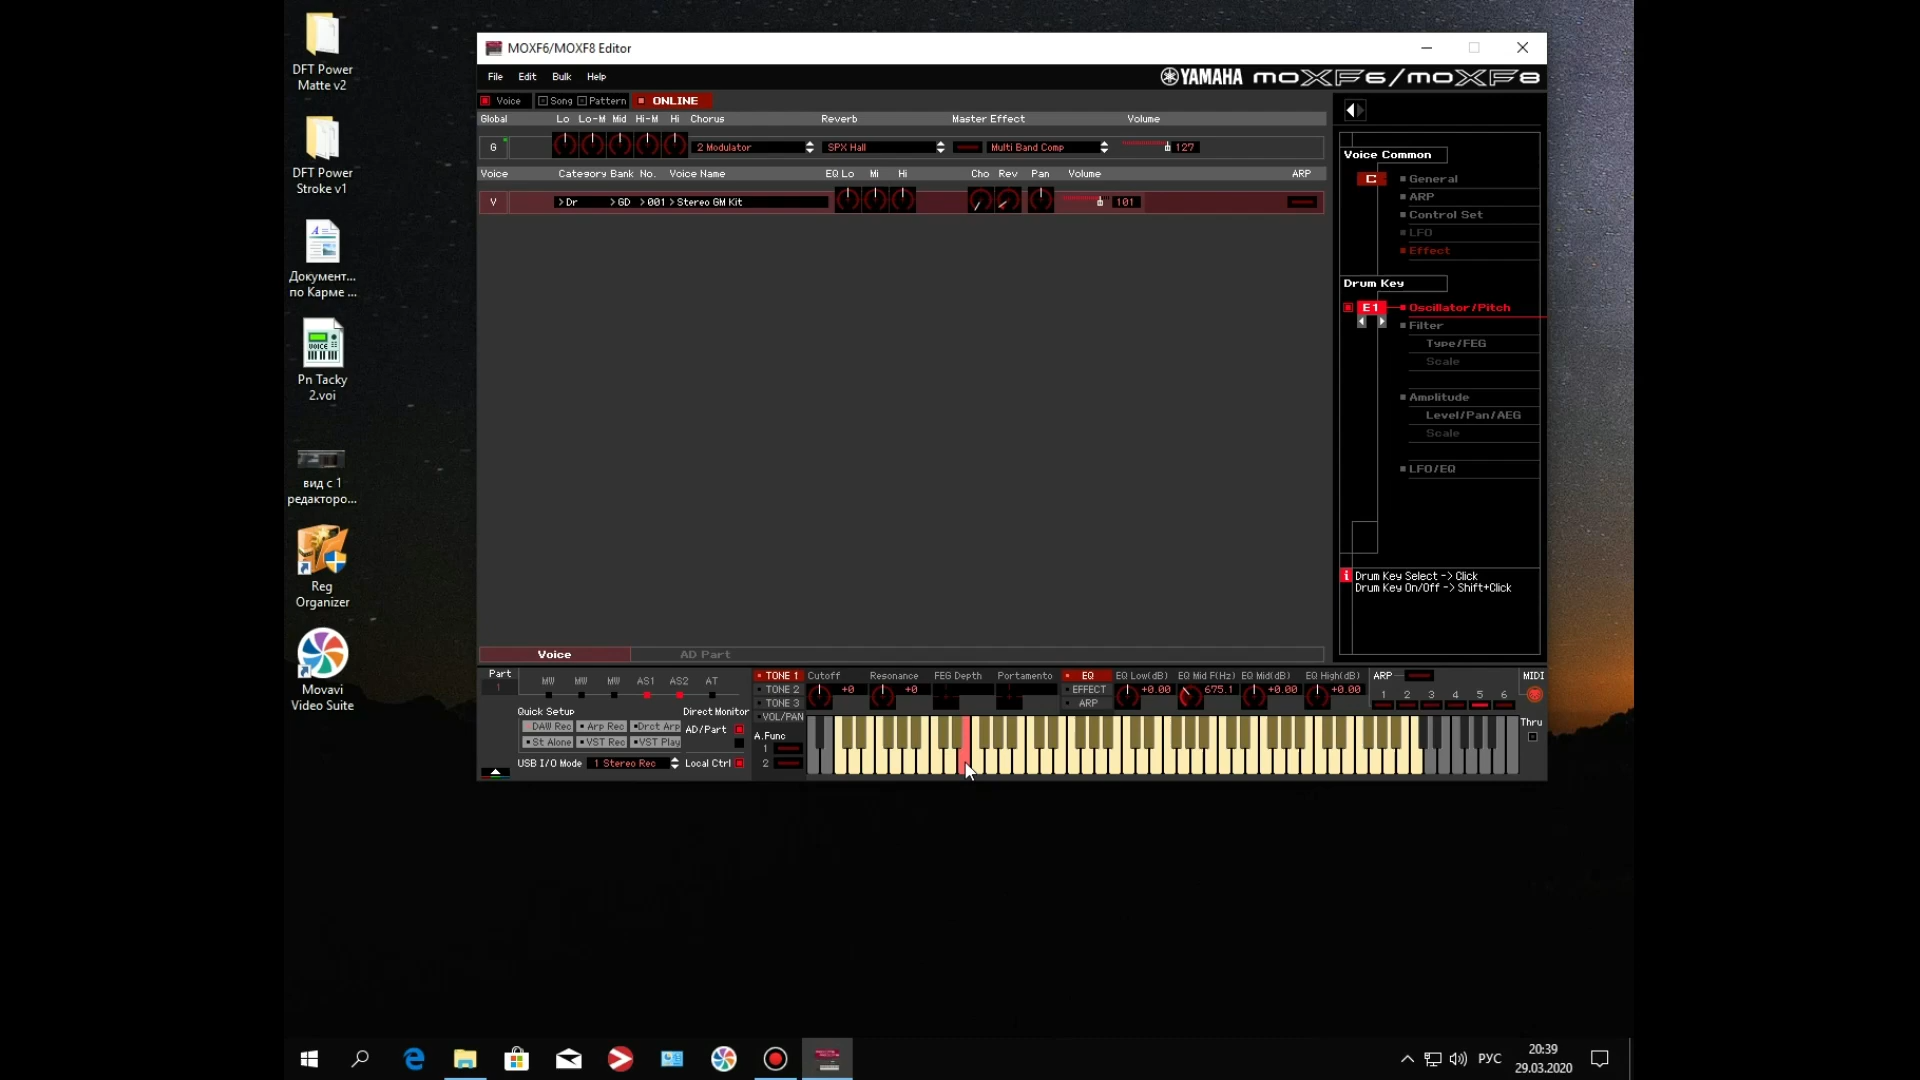 DFT Power
Matte v2
DFT Power
Stroke v1
Документ...
по Карме ...
VOICE
Pn Tacky
2.voi
вид с 1
редакторо...
Reg
Organizer
Movavi
Video Suite
MOXF6/MOXF8 Editor
File Edit Bulk Help
YAMAHA MOXF6/MOXF8
Voice Song Pattern ONLINE
Global Lo Lo-M Mid Hi-M Hi Chorus Reverb Master Effect Volume
G 2 Modulator SPX Hall Multi Band Comp 127
Voice Category Bank No. Voice Name EQ Lo Mi Hi Cho Rev Pan Volume ARP
V >Dr >GD >001 >Stereo GM Kit 101
Voice Common
C General
ARP
Control Set
LFO
Effect
Drum Key
E1 Oscillator/Pitch
Filter
Type/FEG
Scale
Amplitude
Level/Pan/AEG
Scale
LFO/EQ
i Drum Key Select -> Click
Drum Key On/Off -> Shift+Click
Voice AD Part
Part
1
MW MW MW AS1 AS2 AT
Quick Setup Direct Monitor
DAW Rec Arp Rec Drct Arp AD/Part
St Alone VST Rec VST Play
USB I/O Mode 1 Stereo Rec Local Ctrl
TONE 1 Cutoff Resonance FEG Depth Portamento EQ EQ Low(dB) EQ Mid F(Hz) EQ Mid(dB) EQ High(dB) ARP MIDI
TONE 2 +0 +0 EFFECT +0.00 675.1 +0.00 +0.00 1 2 3 4 5 6
TONE 3 ARP
VOL/PAN Thru
A.Func
1
2
РУС
20:39
29.03.2020